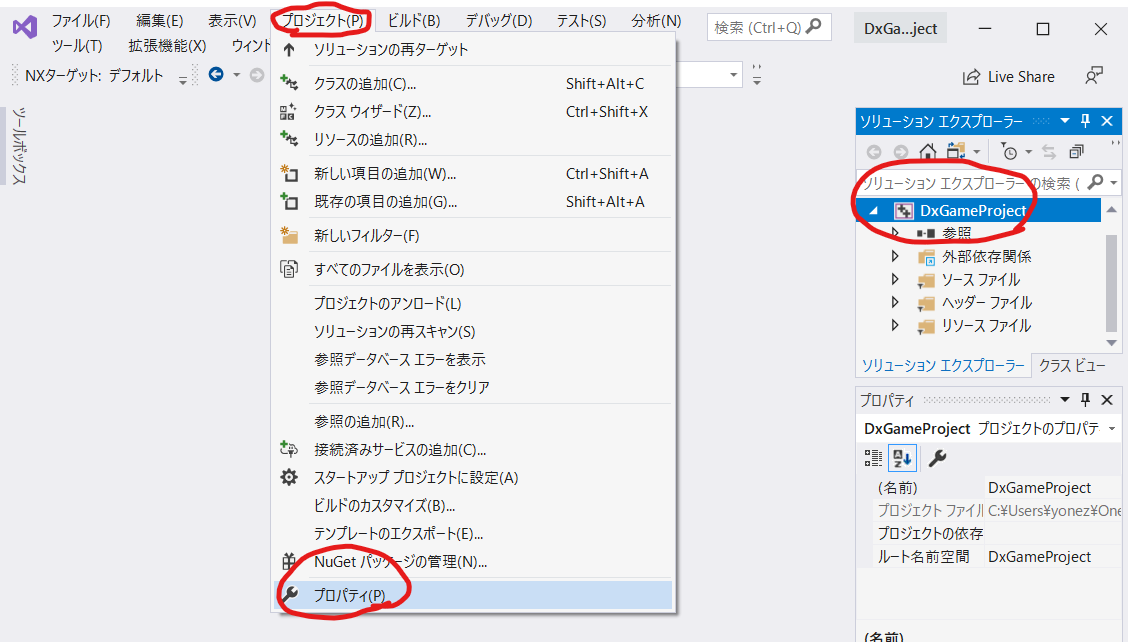 ファイル(F) 編集(E) 表示(V) プロジェクト(P) ビルド(B) デバッグ(D) テスト(S) 分析(N) 検索 (Ctrl+Q) DxGa...ject
ツール(T) 拡張機能(X) ウィント
NXターゲット: デフォルト
Live Share
ツールボックス
ソリューションの再ターゲット
クラスの追加(C)... Shift+Alt+C
クラス ウィザード(Z)... Ctrl+Shift+X
リソースの追加(R)...
新しい項目の追加(W)... Ctrl+Shift+A
既存の項目の追加(G)... Shift+Alt+A
新しいフィルター(F)
すべてのファイルを表示(O)
プロジェクトのアンロード(L)
ソリューションの再スキャン(S)
参照データベース エラーを表示
参照データベース エラーをクリア
参照の追加(R)...
接続済みサービスの追加(C)...
スタートアップ プロジェクトに設定(A)
ビルドのカスタマイズ(B)...
テンプレートのエクスポート(E)...
NuGet パッケージの管理(N)...
プロパティ(P)
ソリューション エクスプローラー
ソリューション エクスプローラー の検索 (
DxGameProject
参照
外部依存関係
ソース ファイル
ヘッダー ファイル
リソース ファイル
ソリューション エクスプローラー クラス ビュー
プロパティ
DxGameProject プロジェクトのプロパテ
(名前) DxGameProject
プロジェクト ファイル C:¥Users¥yonez¥One
プロジェクトの依存
ルート名前空間 DxGameProject
(名前)